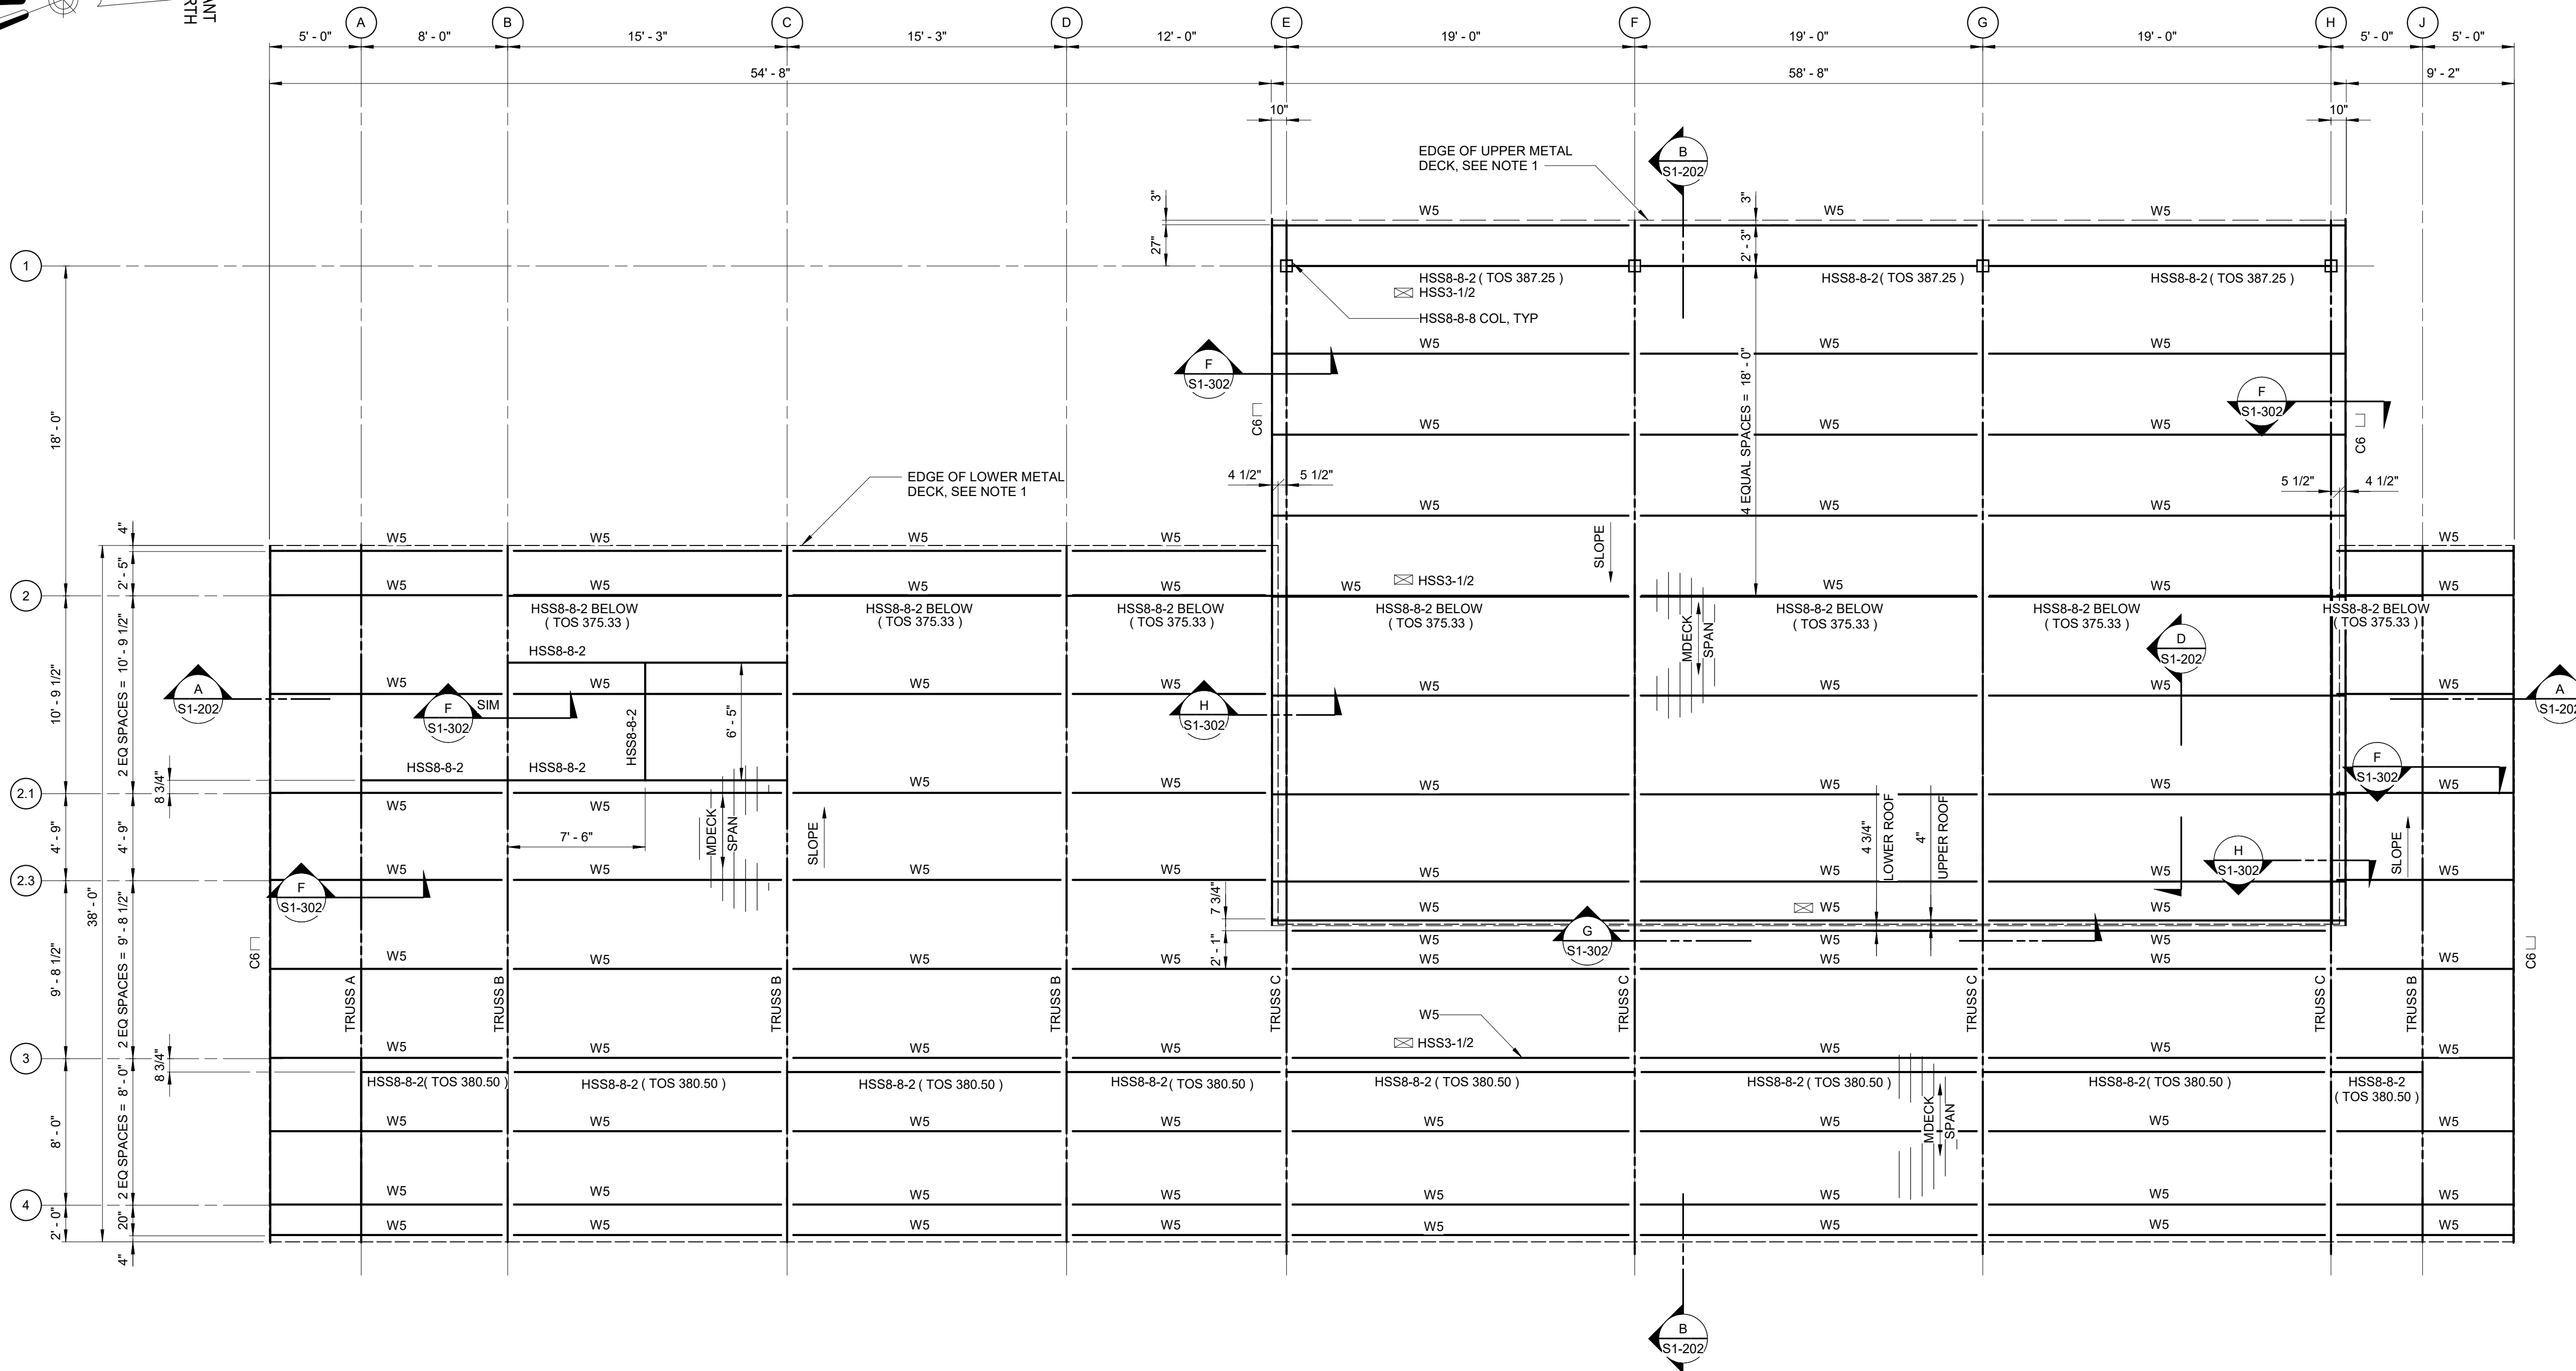 ANT
RTH
A B C D E F G H J
5' - 0" 8' - 0" 15' - 3" 15' - 3" 12' - 0" 19' - 0" 19' - 0" 19' - 0" 5' - 0" 5' - 0"
54' - 8" 58' - 8" 9' - 2"
10" 10"
EDGE OF UPPER METAL
DECK, SEE NOTE 1
B
S1-202
3" 3"
W5 W5 W5
27" 2' - 3"
1
HSS8-8-2 ( TOS 387.25 ) HSS8-8-2 ( TOS 387.25 ) HSS8-8-2 ( TOS 387.25 )
HSS3-1/2
HSS8-8-8 COL, TYP
W5 W5 W5
F
S1-302
F
S1-302
4 EQUAL SPACES = 18' - 0"
18' - 0"
C6 C6
W5 W5 W5
EDGE OF LOWER METAL
DECK, SEE NOTE 1
4 1/2" 5 1/2" 5 1/2" 4 1/2"
W5 W5 W5
SLOPE
4"
W5 W5 W5 W5 W5
2' - 5"
38' - 0"
2
W5 W5 W5 W5 W5 W5 W5 W5
HSS3-1/2
HSS8-8-2 BELOW HSS8-8-2 BELOW HSS8-8-2 BELOW HSS8-8-2 BELOW HSS8-8-2 BELOW HSS8-8-2 BELOW HSS8-8-2 BELOW
( TOS 375.33 ) ( TOS 375.33 ) ( TOS 375.33 ) ( TOS 375.33 ) ( TOS 375.33 ) ( TOS 375.33 ) ( TOS 375.33 )
MDECK
SPAN
HSS8-8-2
D
S1-202
10' - 9 1/2"
2 EQ SPACES = 10' - 9 1/2"
A
S1-202
W5 W5 W5 W5 W5 W5 W5 W5
F
S1-302
SIM
HSS8-8-2
6' - 5"
H
S1-302
A
S1-202
HSS8-8-2 HSS8-8-2
F
S1-302
8 3/4"
2.1
W5 W5 W5 W5 W5 W5 W5 W5
7' - 6"
4' - 9" 4' - 9"
MDECK
SPAN
SLOPE
4 3/4"
LOWER ROOF
4"
UPPER ROOF
H
S1-302
SLOPE
2.3
W5 W5 W5 W5 W5 W5 W5 W5
F
S1-302
7 3/4"
W5 W5 W5
9' - 8 1/2"
2 EQ SPACES = 9' - 8 1/2"
C6
2' - 1"
G
S1-302
W5 W5 W5
W5 W5 W5 W5 W5 W5 W5 W5
C6
TRUSS A TRUSS B TRUSS B TRUSS B TRUSS C TRUSS C TRUSS C TRUSS C TRUSS B
W5
HSS3-1/2
3
W5 W5 W5 W5 W5 W5 W5
8 3/4"
HSS8-8-2 ( TOS 380.50 ) HSS8-8-2 ( TOS 380.50 ) HSS8-8-2 ( TOS 380.50 ) HSS8-8-2 ( TOS 380.50 ) HSS8-8-2 ( TOS 380.50 ) HSS8-8-2 ( TOS 380.50 ) HSS8-8-2 ( TOS 380.50 ) HSS8-8-2
( TOS 380.50 )
8' - 0"
2 EQ SPACES = 8' - 0"
W5 W5 W5 W5 W5 W5 W5 W5
MDECK
SPAN
4
W5 W5 W5 W5 W5 W5 W5
2' - 0" 20"
W5 W5 W5 W5 W5 W5 W5 W5
4"
B
S1-202